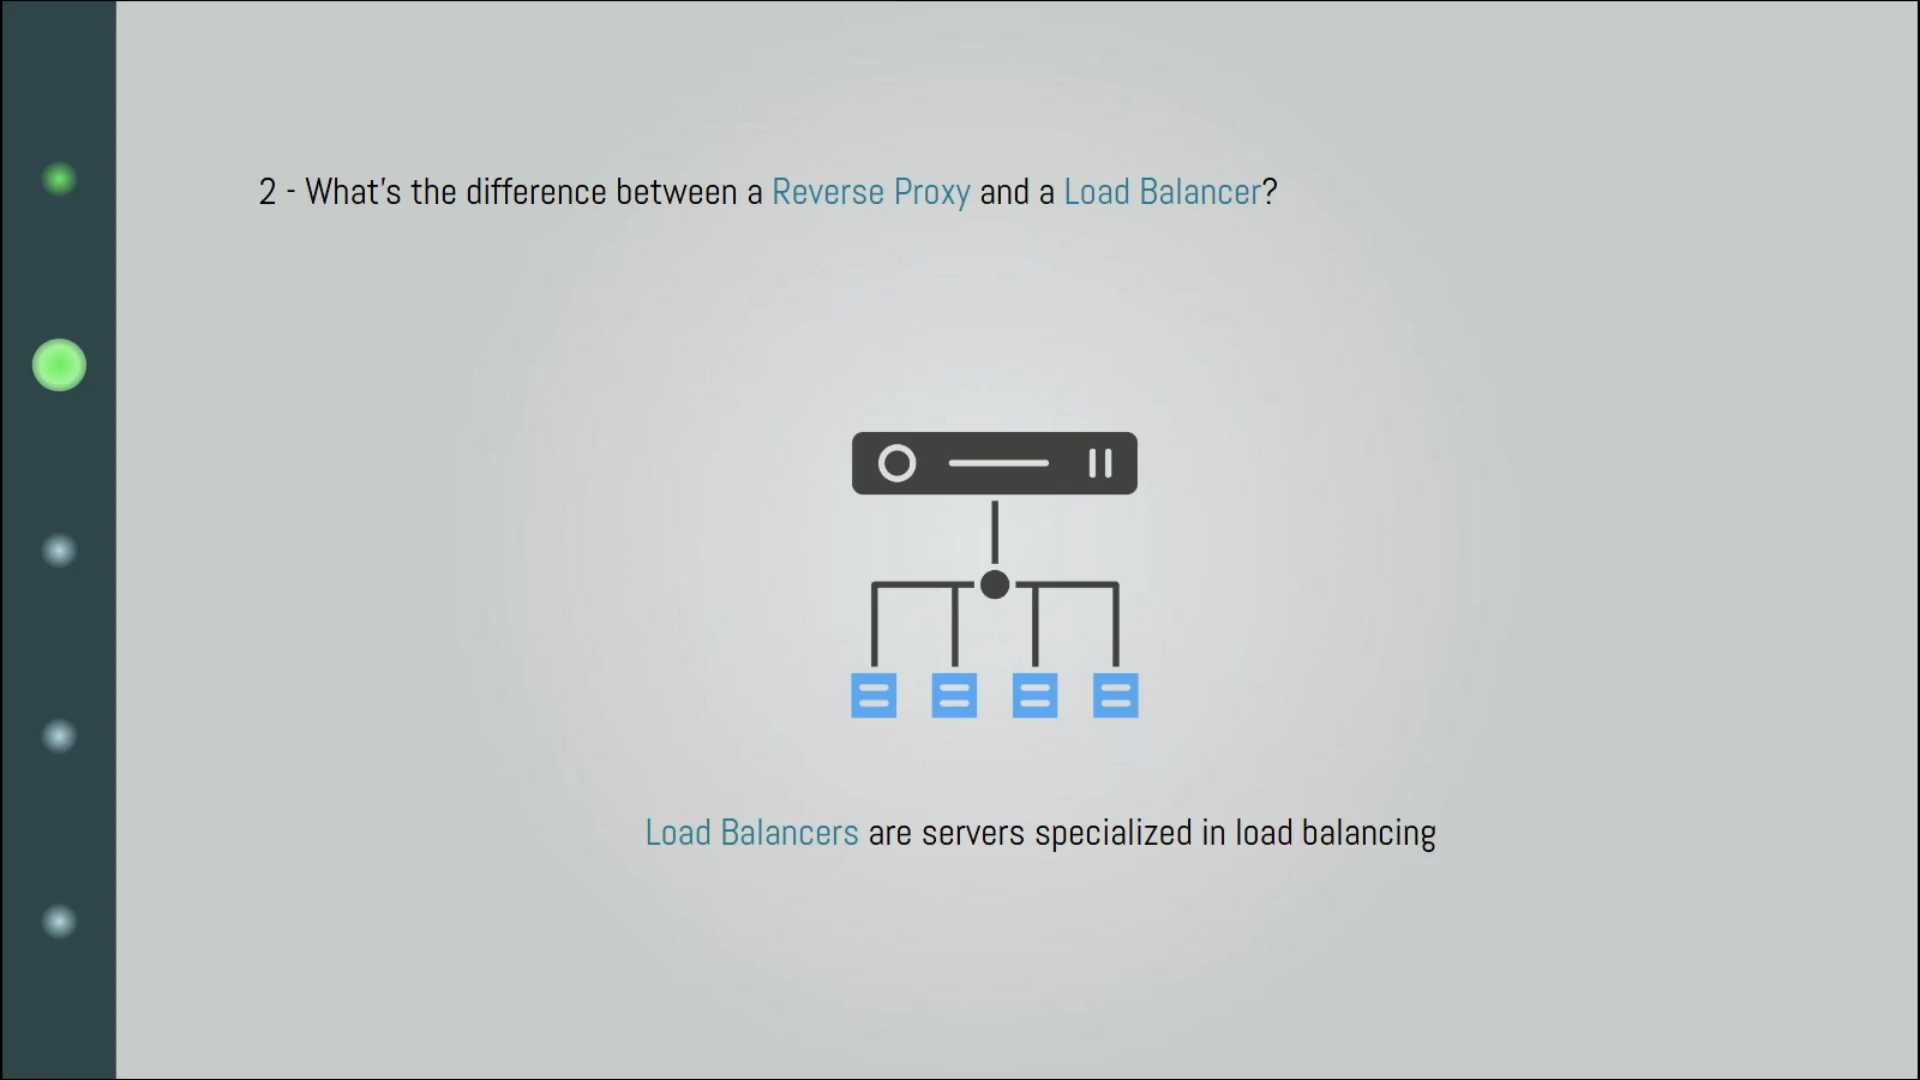 2 - What's the difference between a Reverse Proxy and a Load Balancer?
Load Balancers are servers specialized in load balancing